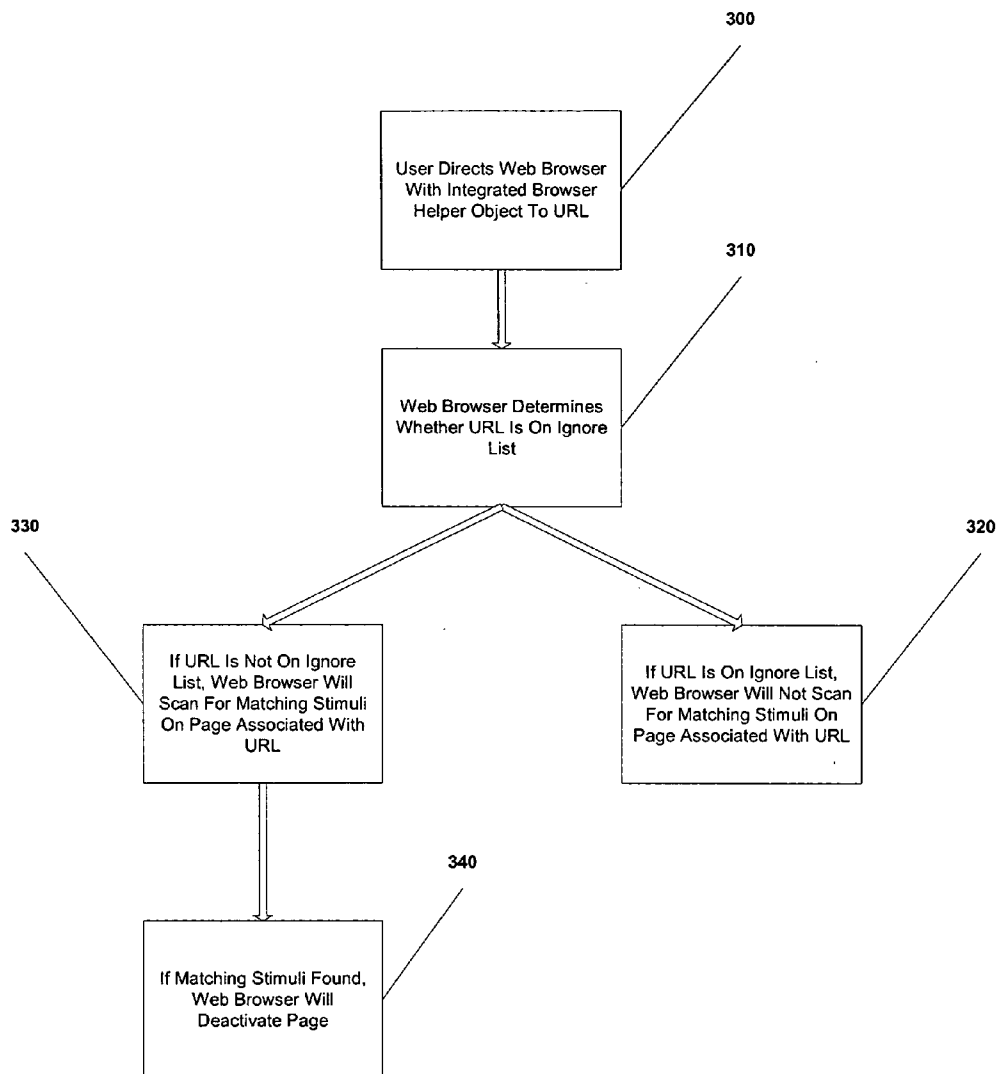 300
User Directs Web Browser
With Integrated Browser
Helper Object To URL
310
Web Browser Determines
Whether URL Is On Ignore
List
330
320
If URL Is Not On Ignore
List, Web Browser Will
Scan For Matching Stimuli
On Page Associated With
URL
If URL Is On Ignore List,
Web Browser Will Not Scan
For Matching Stimuli On
Page Associated With URL
340
If Matching Stimuli Found,
Web Browser Will
Deactivate Page